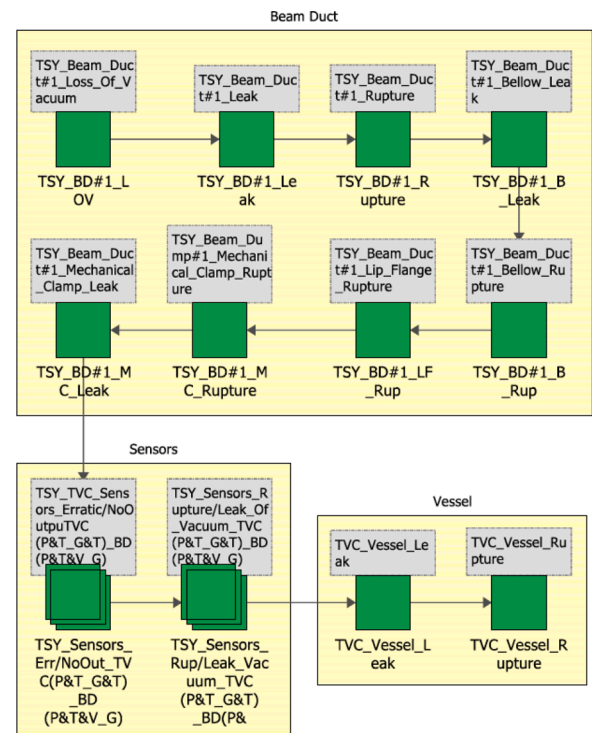 Beam Duct
TSY_Beam_Duc
t#1_Loss_Of_V
acuum
TSY_BD#1_L
OV
TSY_Beam_Duc
t#1_Leak
TSY_BD#1_Le
ak
TSY_Beam_Duc
t#1_Rupture
TSY_BD#1_R
upture
TSY_Beam_Duc
t#1_Bellow_Lea
k
TSY_BD#1_B
_Leak
TSY_Beam_Duc
t#1_Bellow_Ru
pture
TSY_BD#1_B
_Rup
TSY_Beam_Duc
t#1_Lip_Flange
_Rupture
TSY_BD#1_LF
_Rup
TSY_Beam_Du
mp#1_Mechani
cal_Clamp_Rupt
ure
TSY_BD#1_M
C_Rupture
TSY_Beam_Duc
t#1_Mechanical
_Clamp_Leak
TSY_BD#1_M
C_Leak
Sensors
TSY_TVC_Sens
ors_Erratic/NoO
utpuTVC
(P&T_G&T)_BD
(P&T&V_G)
TSY_Sensors_
Err/NoOut_TV
C(P&T_G&T)
_BD
(P&T&V_G)
TSY_Sensors_R
upture/Leak_Of
_Vacuum_TVC
(P&T_G&T)_BD
(P&T&V_G)
TSY_Sensors_
Rup/Leak_Vac
uum_TVC
(P&T_G&T)
_BD(P&
Vessel
TVC_Vessel_Le
ak
TVC_Vessel_L
eak
TVC_Vessel_Ru
pture
TVC_Vessel_R
upture